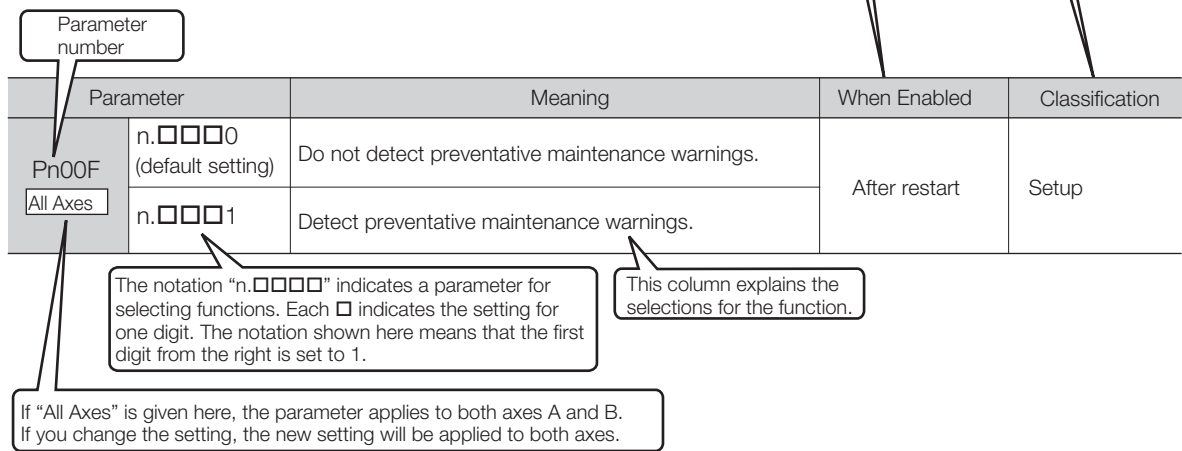 Parameter
number
Parameter Meaning When Enabled Classification
Pn00F
All Axes
n.□□□0
(default setting)
Do not detect preventative maintenance warnings.
After restart
Setup
n.□□□1
Detect preventative maintenance warnings.
The notation “n.□□□□” indicates a parameter for
selecting functions. Each □ indicates the setting for
one digit. The notation shown here means that the first
digit from the right is set to 1.
This column explains the
selections for the function.
If “All Axes” is given here, the parameter applies to both axes A and B.
If you change the setting, the new setting will be applied to both axes.